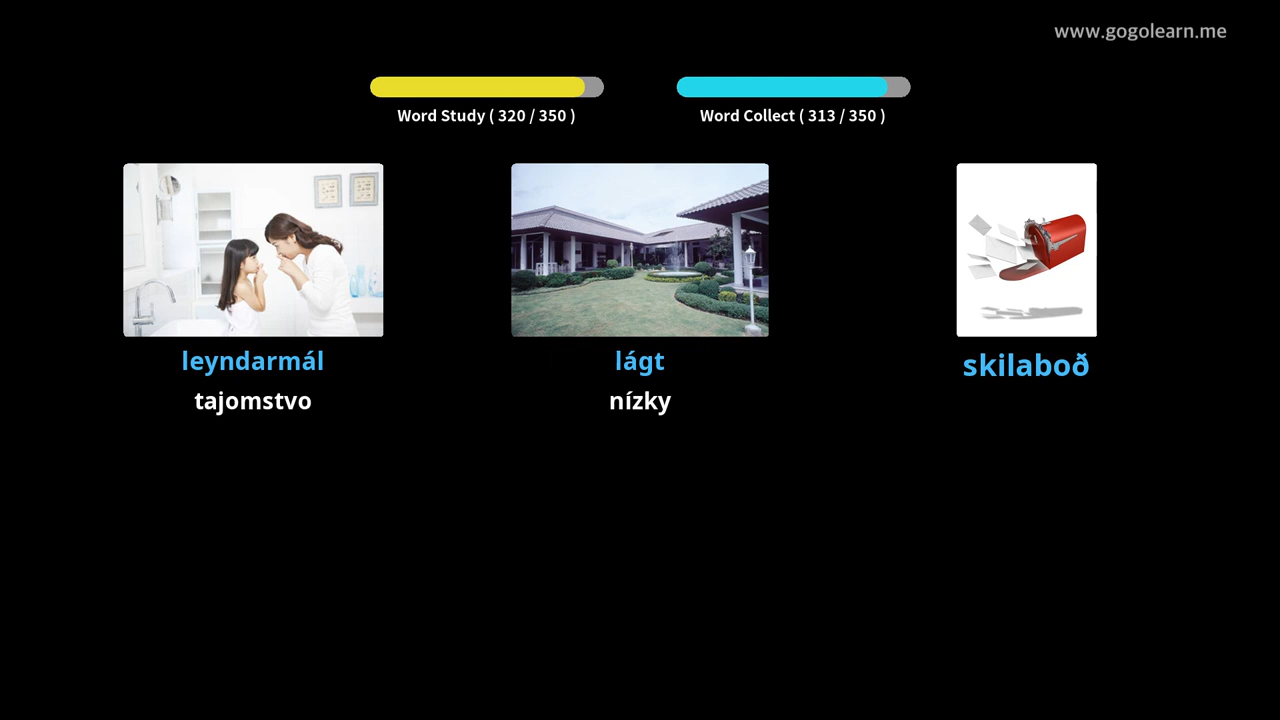 www.gogolearn.me
Word Study ( 320 / 350 )
Word Collect ( 313 / 350 )
leyndarmál
tajomstvo
lágt
nízky
skilaboð